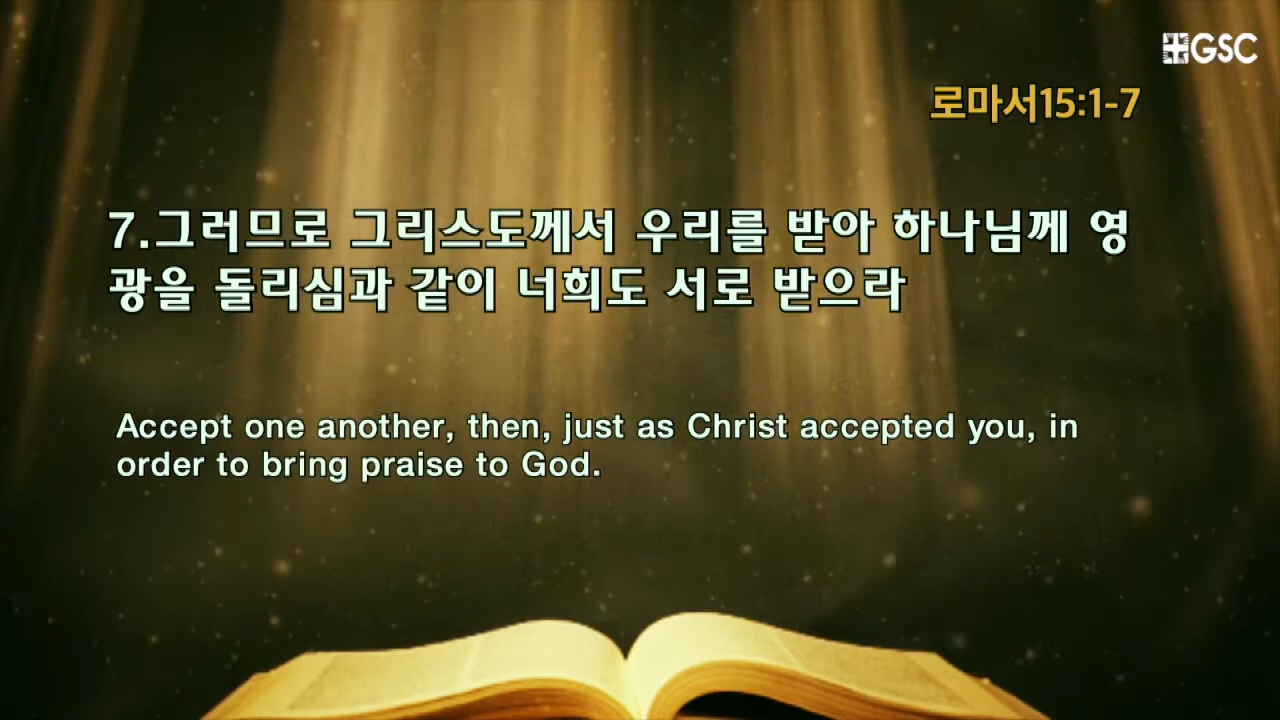 GSC
로마서15:1-7
7.그러므로 그리스도께서 우리를 받아 하나님께 영
광을 돌리심과 같이 너희도 서로 받으라
Accept one another, then, just as Christ accepted you, in
order to bring praise to God.